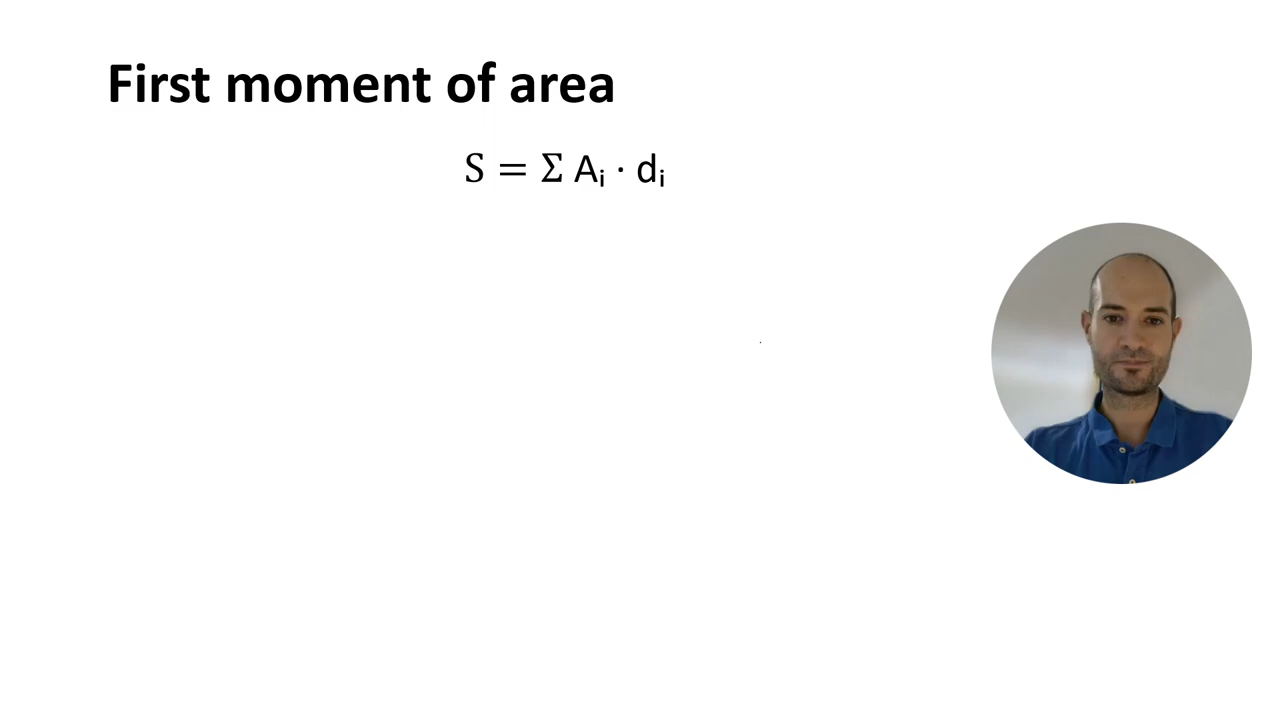 First moment of area
S = Σ Aᵢ · dᵢ